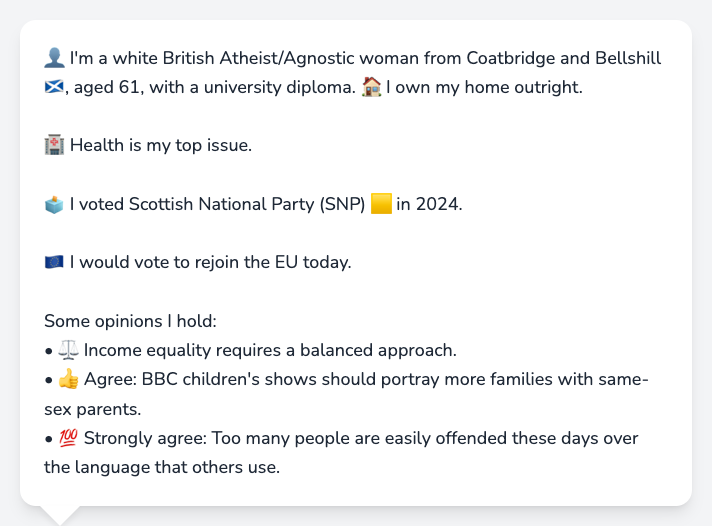 👤 I'm a white British Atheist/Agnostic woman from Coatbridge and Bellshill
🏴󠁧󠁢󠁳󠁣󠁴󠁿, aged 61, with a university diploma. 🏠 I own my home outright.
🏥 Health is my top issue.
🗳️ I voted Scottish National Party (SNP) 🟨 in 2024.
🇪🇺 I would vote to rejoin the EU today.
Some opinions I hold:
• ⚖️ Income equality requires a balanced approach.
• 👍 Agree: BBC children's shows should portray more families with same-
sex parents.
• 💯 Strongly agree: Too many people are easily offended these days over
the language that others use.